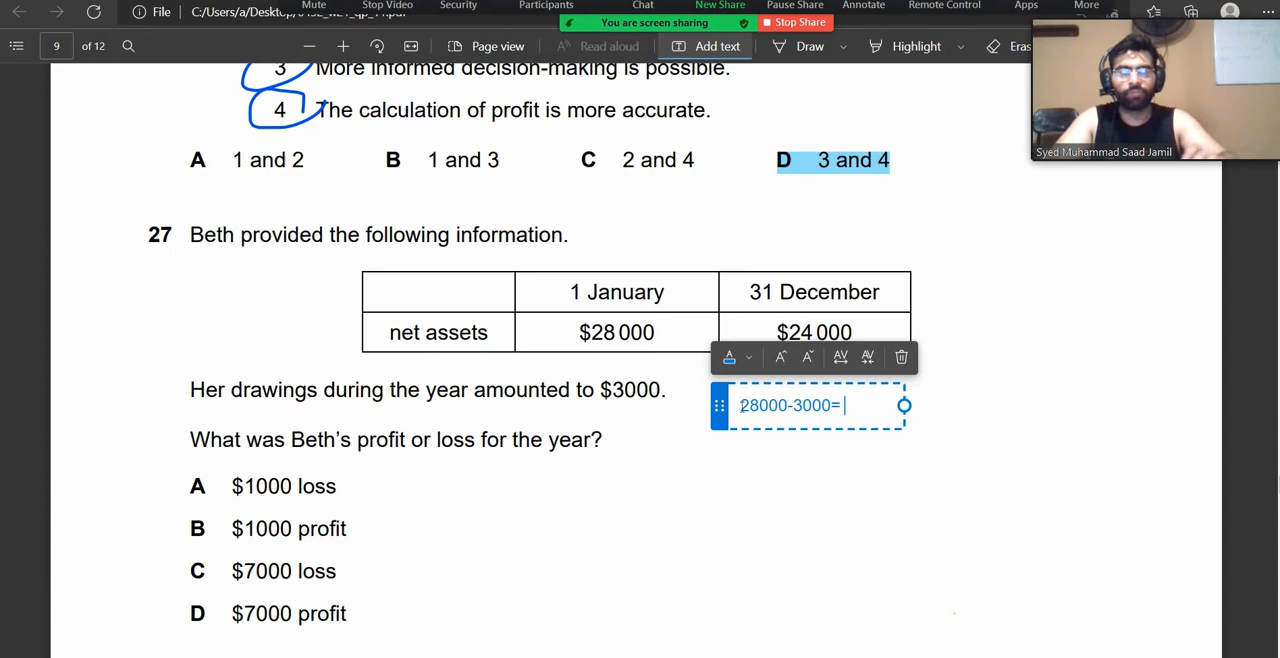 Mute Stop Video Security Participants Chat New Share Pause Share Annotate Remote Control Apps More
File C:/Users/a/Desktop/
You are screen sharing Stop Share
9 of 12 Page view Read aloud Add text Draw Highlight Eras
3 More informed decision-making is possible.
4 The calculation of profit is more accurate.
A 1 and 2 B 1 and 3 C 2 and 4 D 3 and 4
Syed Muhammad Saad Jamil
27 Beth provided the following information.
1 January 31 December
net assets $28 000 $24 000
Her drawings during the year amounted to $3000.
28000-3000=
What was Beth’s profit or loss for the year?
A $1000 loss
B $1000 profit
C $7000 loss
D $7000 profit